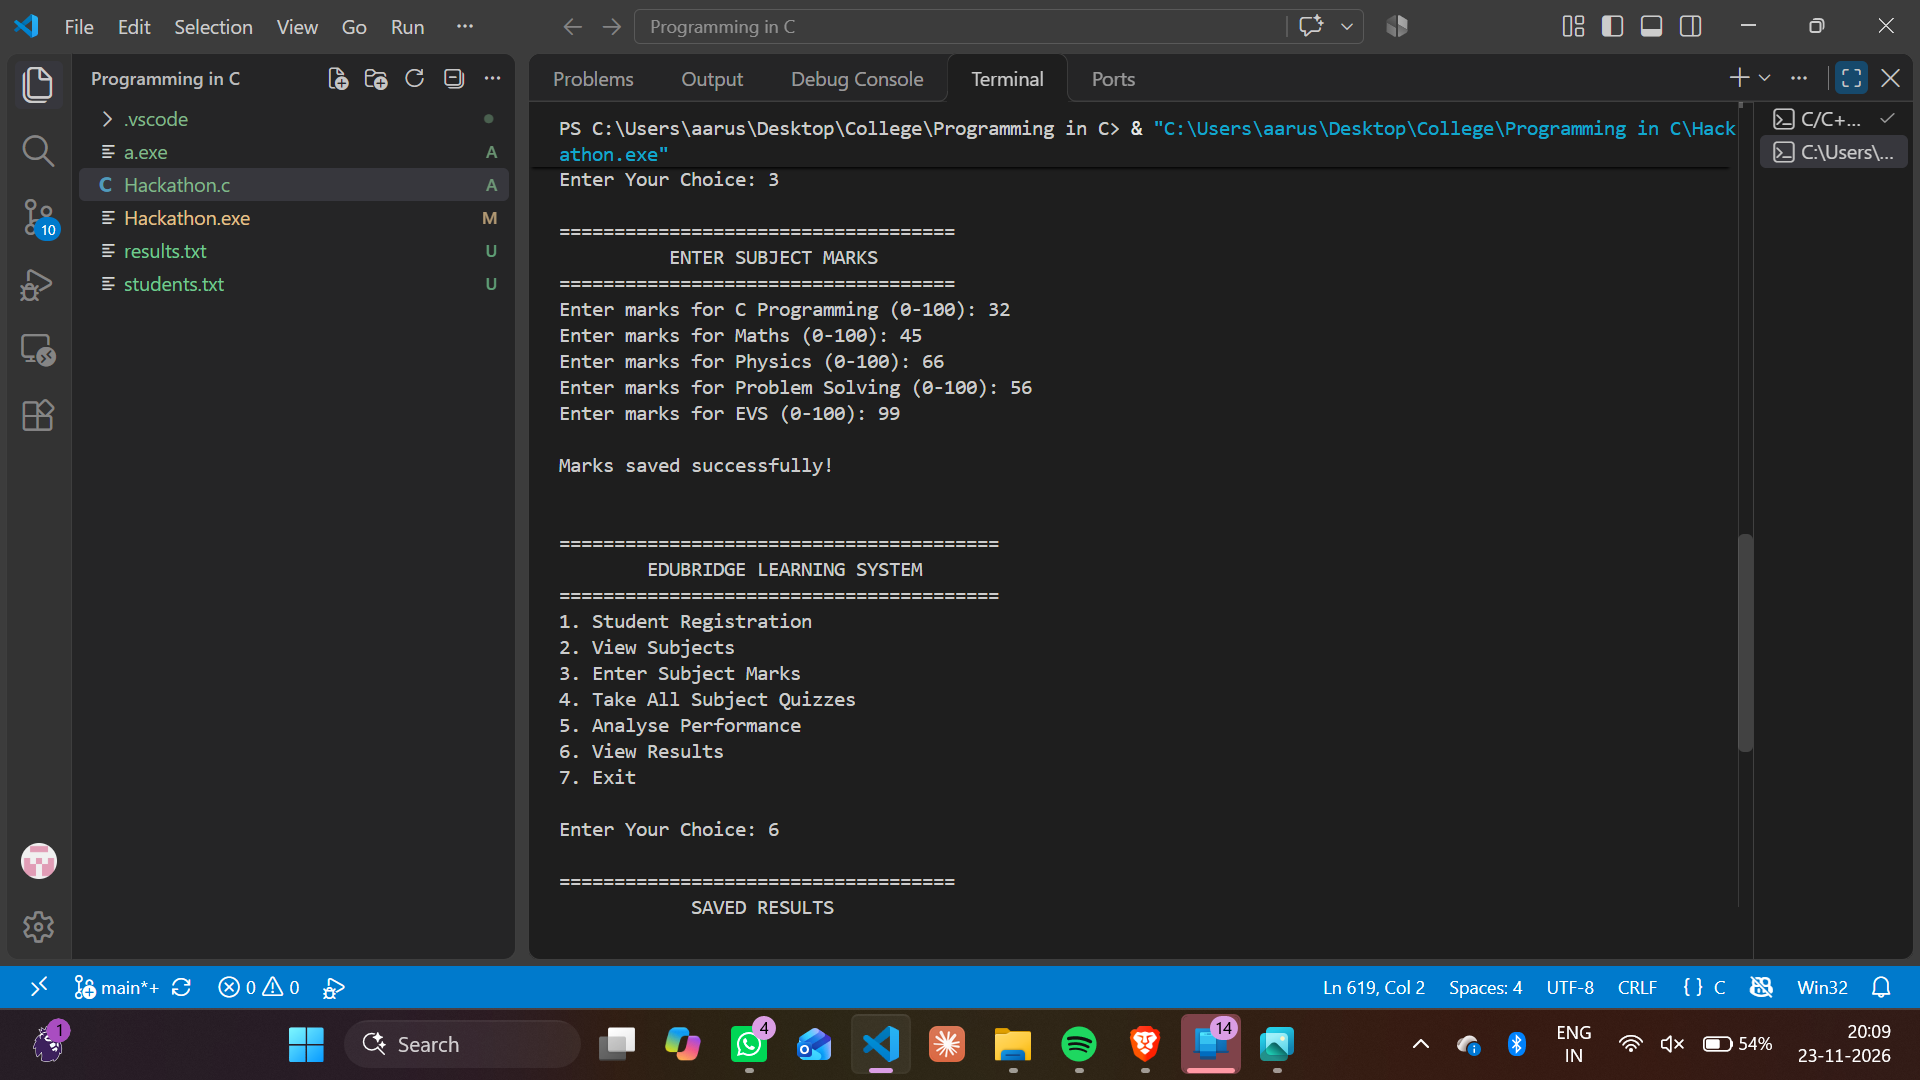 File Edit Selection View Go Run ···
Programming in C
Programming in C
.vscode
a.exe A
C Hackathon.c A
Hackathon.exe M
results.txt U
students.txt U
10
Problems Output Debug Console Terminal Ports
PS C:\Users\aarus\Desktop\College\Programming in C> & "C:\Users\aarus\Desktop\College\Programming in C\Hack
athon.exe"
Enter Your Choice: 3
====================================
ENTER SUBJECT MARKS
====================================
Enter marks for C Programming (0-100): 32
Enter marks for Maths (0-100): 45
Enter marks for Physics (0-100): 66
Enter marks for Problem Solving (0-100): 56
Enter marks for EVS (0-100): 99
Marks saved successfully!
========================================
EDUBRIDGE LEARNING SYSTEM
========================================
1. Student Registration
2. View Subjects
3. Enter Subject Marks
4. Take All Subject Quizzes
5. Analyse Performance
6. View Results
7. Exit
Enter Your Choice: 6
====================================
SAVED RESULTS
C/C+...
C:\Users\...
main*+ 0 0 Ln 619, Col 2 Spaces: 4 UTF-8 CRLF {} C Win32
1
Search
4
14
ENG
IN
54%
20:09
23-11-2026